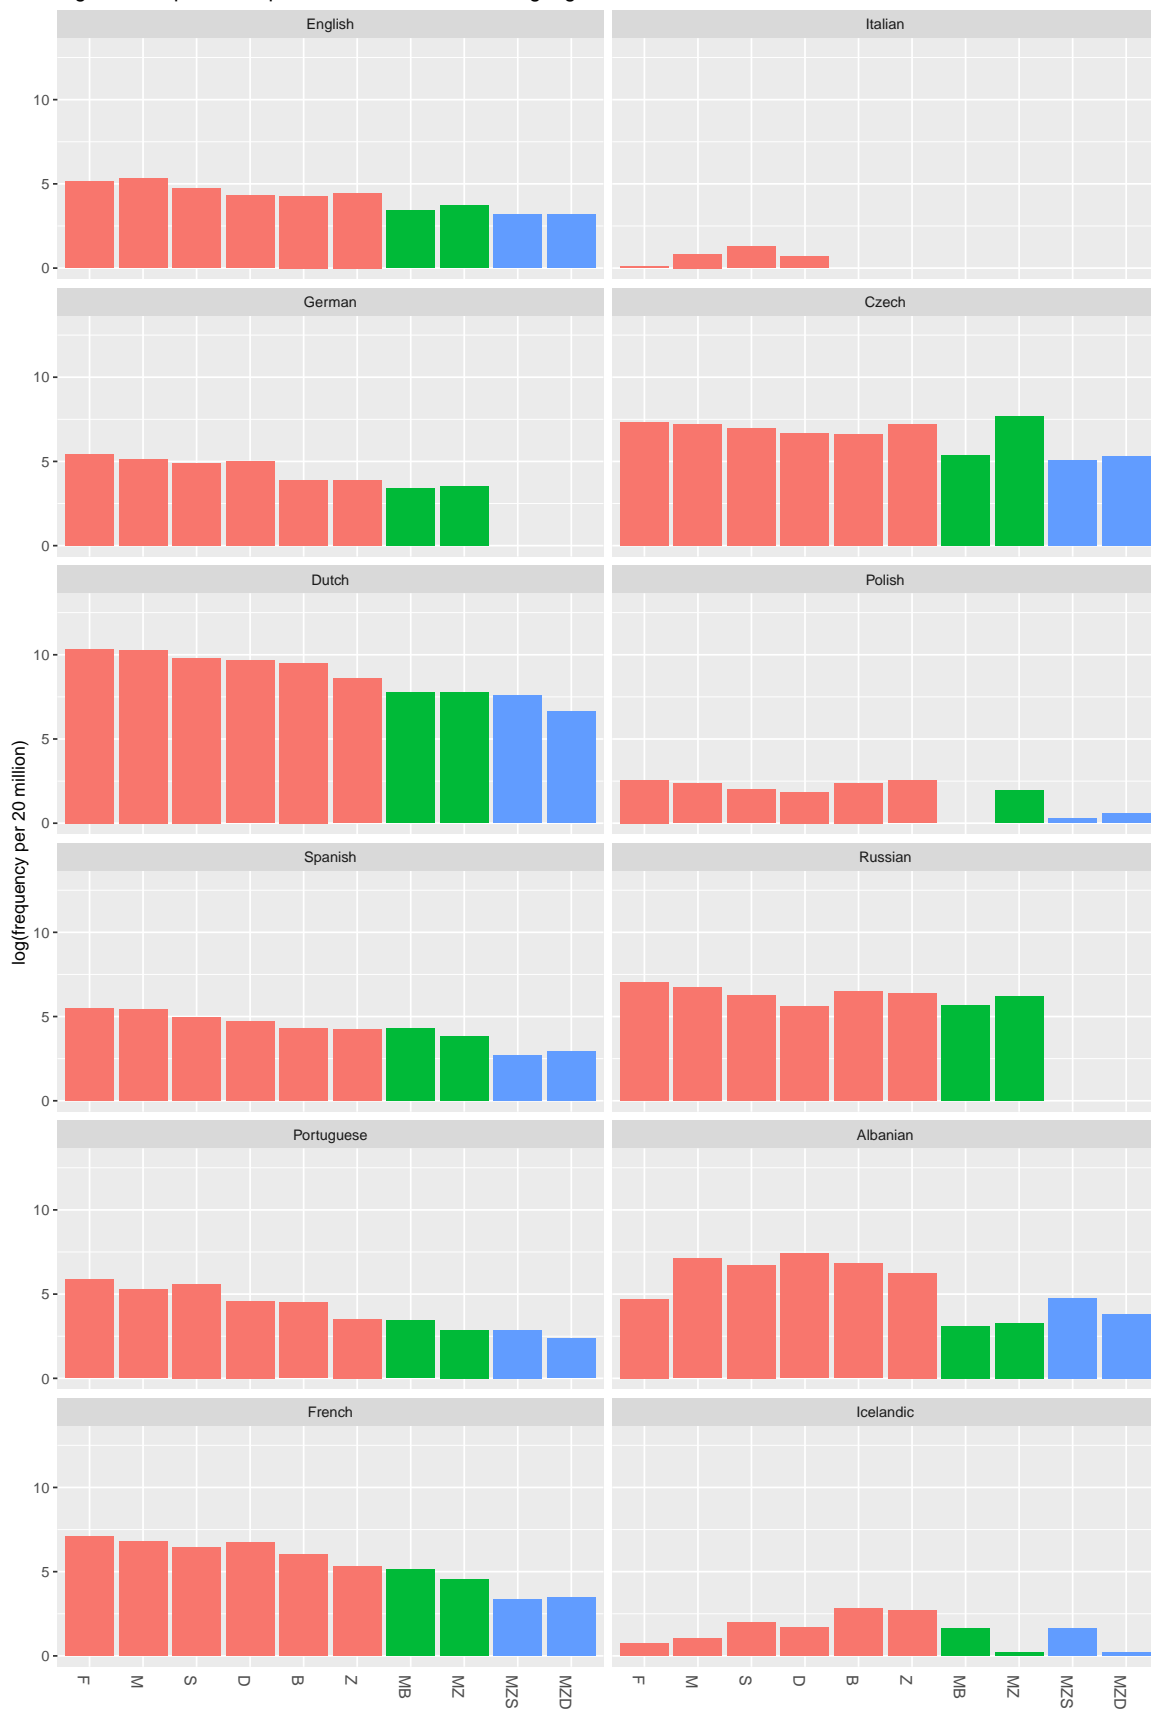 English
Italian
10
5
0
German
Czech
10
5
0
Dutch
Polish
10
5
0
log(frequency per 20 million)
Spanish
Russian
10
5
0
Portuguese
Albanian
10
5
0
French
Icelandic
10
5
0
F M S D B Z MB MZ MZS MZD
F M S D B Z MB MZ MZS MZD